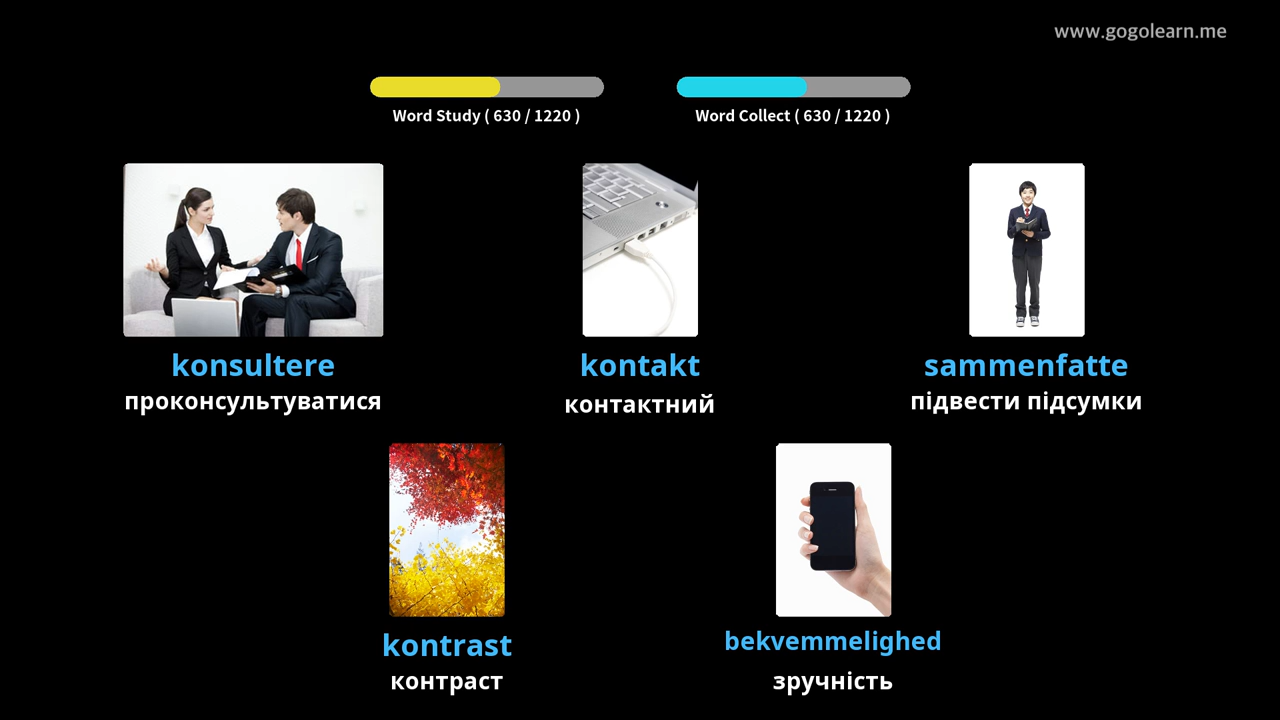 www.gogolearn.me
Word Study ( 630 / 1220 )
Word Collect ( 630 / 1220 )
konsultere
проконсультуватися
kontakt
контактний
sammenfatte
підвести підсумки
kontrast
контраст
bekvemmelighed
зручність